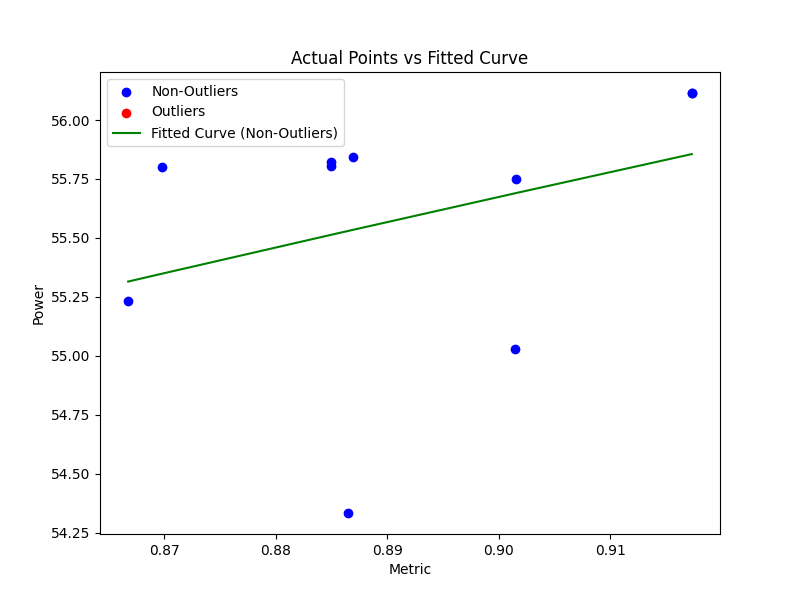 Actual Points vs Fitted Curve
Non-Outliers
Outliers
Fitted Curve (Non-Outliers)
56.00
55.75
55.50
55.25
55.00
54.75
54.50
54.25
Power
0.87 0.88 0.89 0.90 0.91
Metric